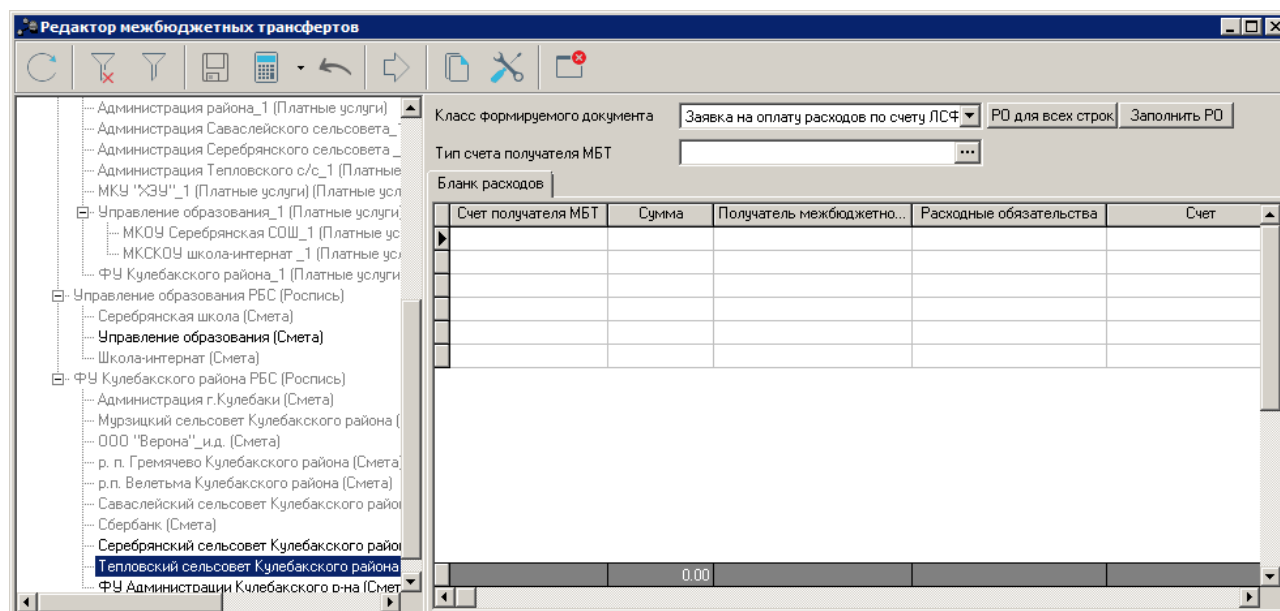 Редактор межбюджетных трансфертов
Администрация района_1 (Платные услуги)
Администрация Саваслейского сельсовета_
Администрация Серебрянского сельсовета _
Администрация Тепловского с/с_1 (Платные
МКУ "ХЭУ"_1 (Платные услуги) (Платные усл
Управление образования_1 (Платные услуги)
МКОУ Серебрянская СОШ_1 (Платные ус
МКСКОУ школа-интернат _1 (Платные усл
ФУ Кулебакского района_1 (Платные услуги
Управление образования РБС (Роспись)
Серебрянская школа (Смета)
Управление образования (Смета)
Школа-интернат (Смета)
ФУ Кулебакского района РБС (Роспись)
Администрация г.Кулебаки (Смета)
Мурзицкий сельсовет Кулебакского района (
ООО "Верона"_и.д. (Смета)
р. п. Гремячево Кулебакского района (Смета)
р.п. Велетьма Кулебакского района (Смета)
Саваслейский сельсовет Кулебакского райо
Сбербанк (Смета)
Серебрянский сельсовет Кулебакского райо
Тепловский сельсовет Кулебакского района
ФУ Администрации Кулебакского р-на (Смет
Класс формируемого документа Заявка на оплату расходов по счету ЛСФ РО для всех строк Заполнить РО
Тип счета получателя МБТ ...
Бланк расходов
Счет получателя МБТ Сумма Получатель межбюджетно... Расходные обязательства Счет
0.00